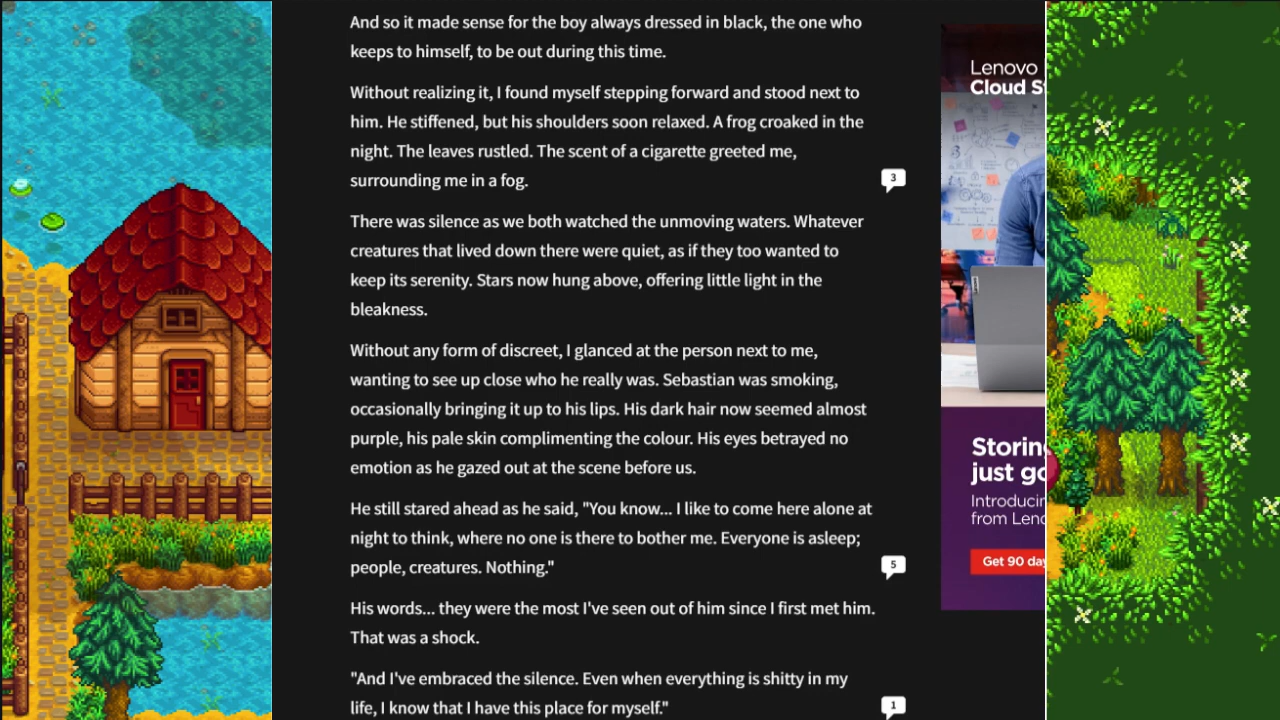 And so it made sense for the boy always dressed in black, the one who
keeps to himself, to be out during this time.
Without realizing it, I found myself stepping forward and stood next to
him. He stiffened, but his shoulders soon relaxed. A frog croaked in the
night. The leaves rustled. The scent of a cigarette greeted me,
surrounding me in a fog.
3
There was silence as we both watched the unmoving waters. Whatever
creatures that lived down there were quiet, as if they too wanted to
keep its serenity. Stars now hung above, offering little light in the
bleakness.
Without any form of discreet, I glanced at the person next to me,
wanting to see up close who he really was. Sebastian was smoking,
occasionally bringing it up to his lips. His dark hair now seemed almost
purple, his pale skin complimenting the colour. His eyes betrayed no
emotion as he gazed out at the scene before us.
He still stared ahead as he said, "You know... I like to come here alone at
night to think, where no one is there to bother me. Everyone is asleep;
people, creatures. Nothing."
5
His words... they were the most I've seen out of him since I first met him.
That was a shock.
"And I've embraced the silence. Even when everything is shitty in my
life, I know that I have this place for myself."
1
Lenovo
Cloud S
Storin
just go
Introducin
from Leno
Get 90 day